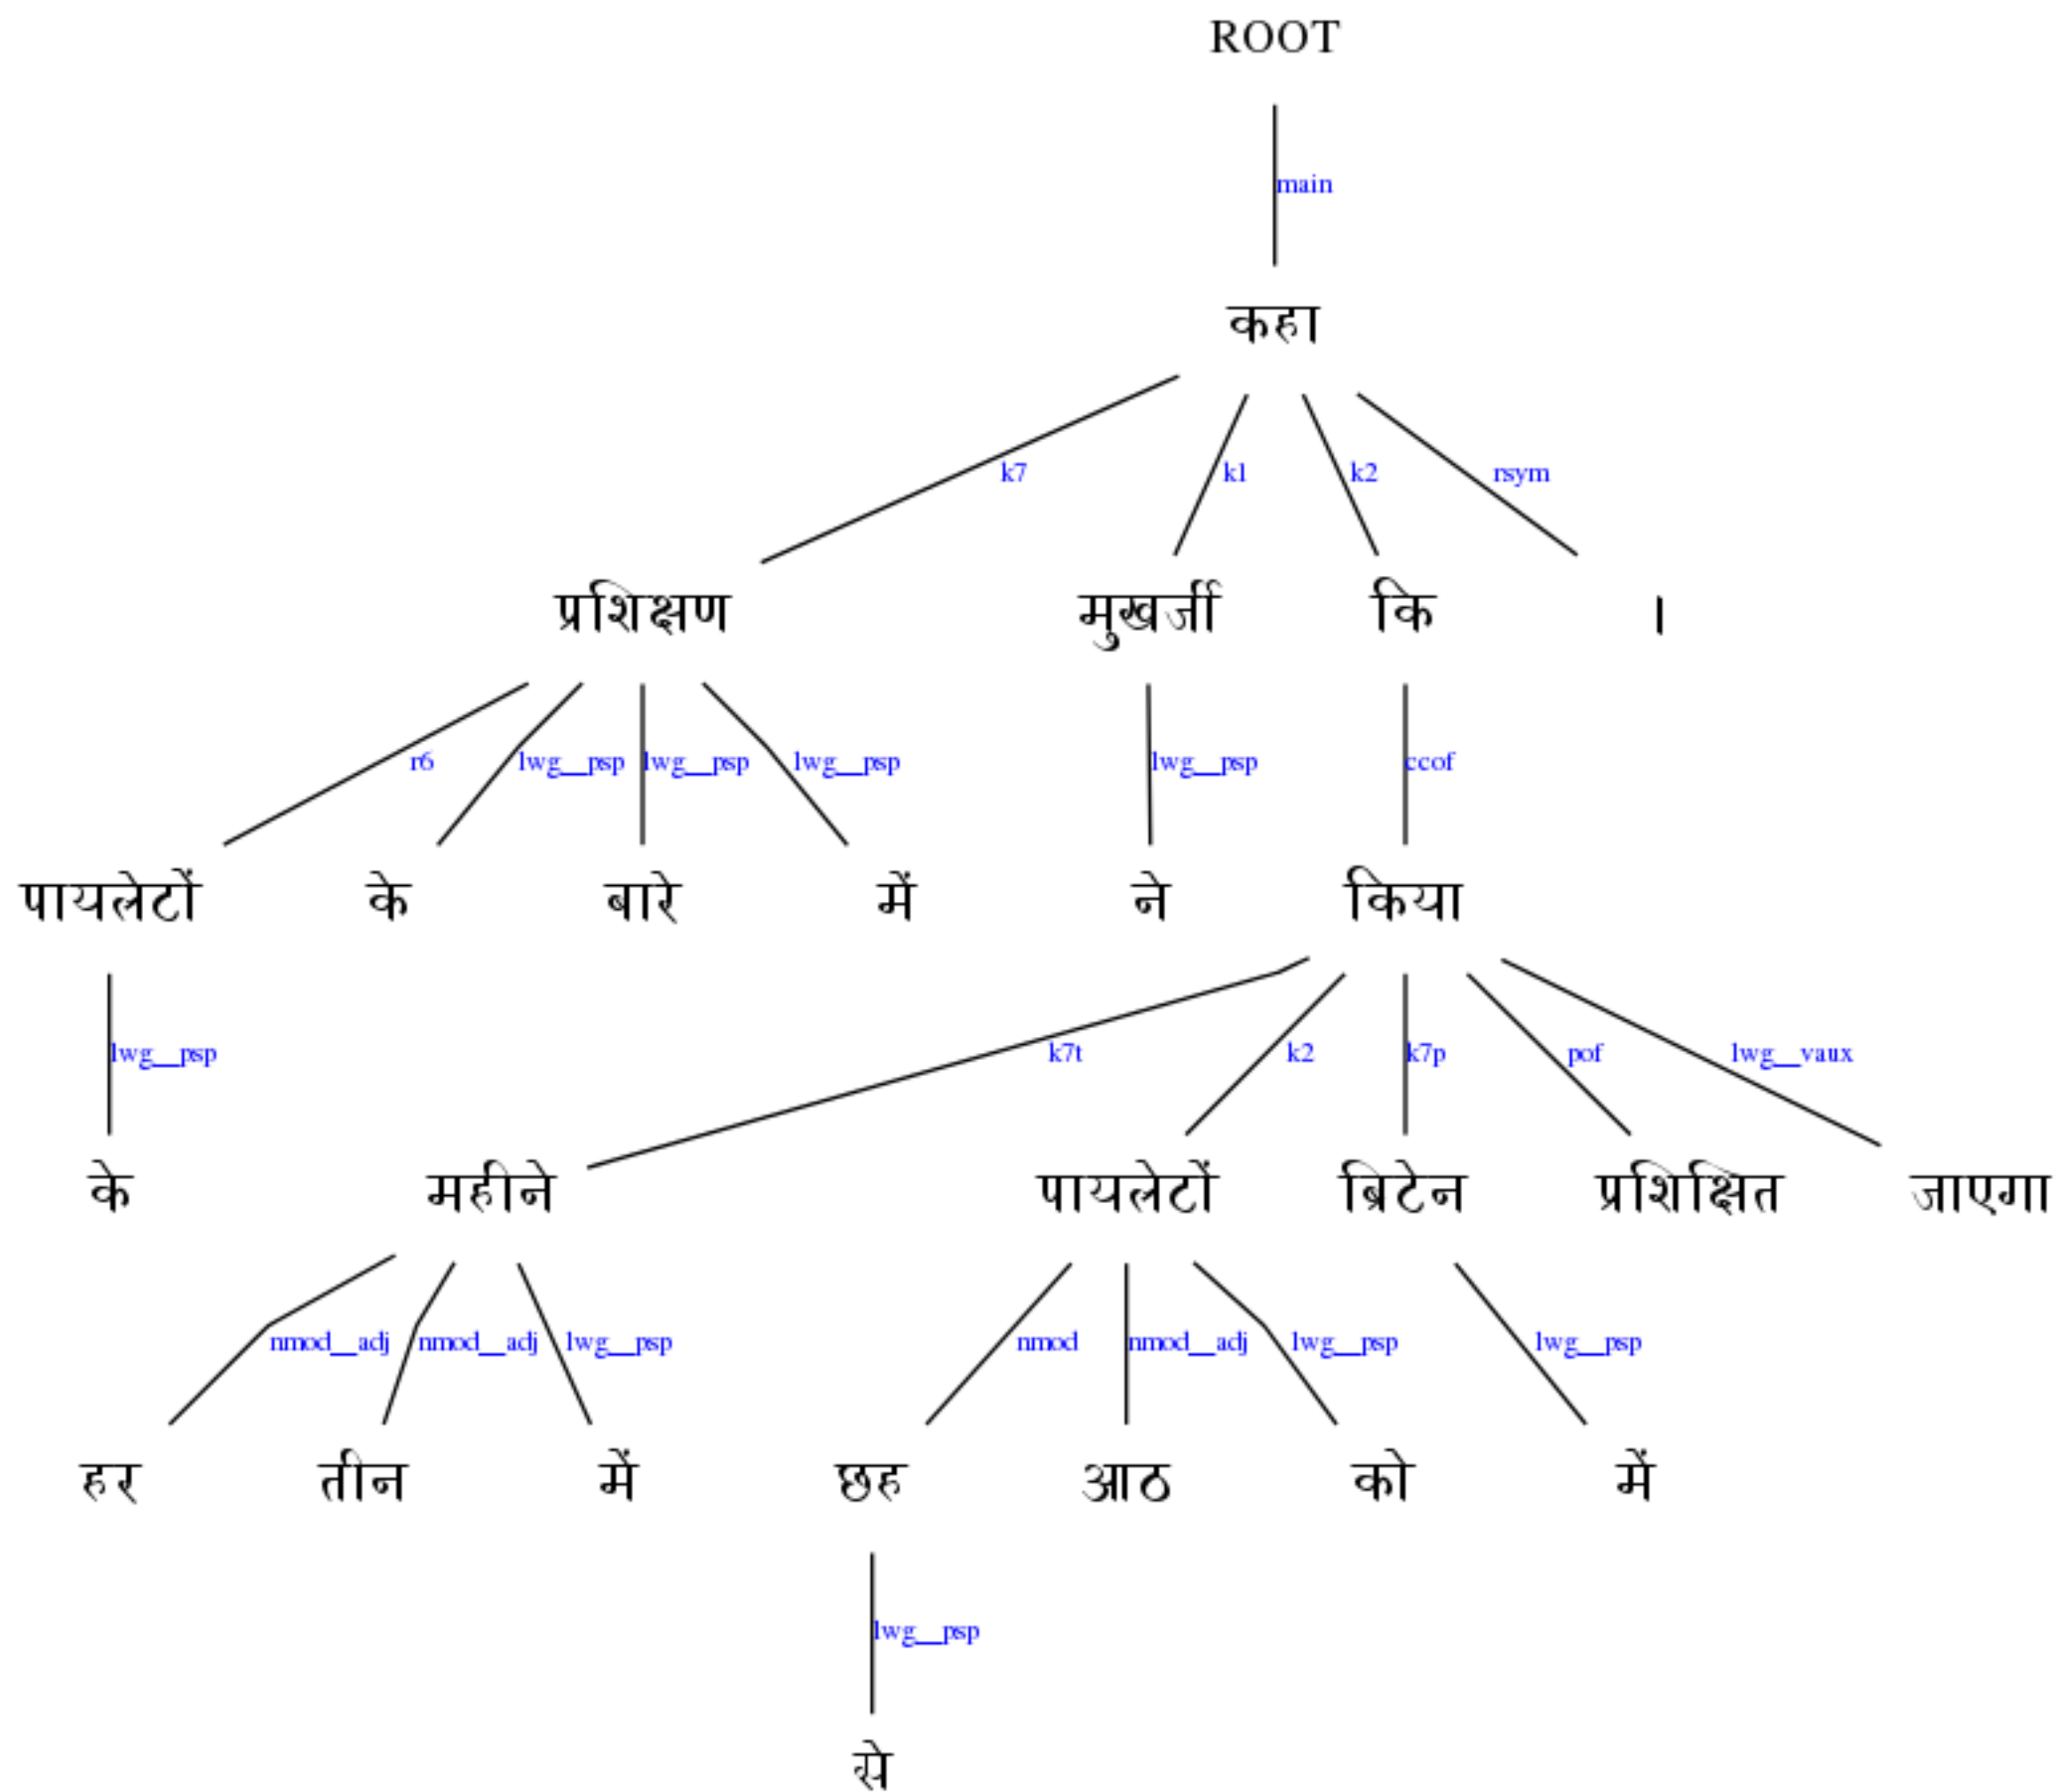 ROOT
main
कहा
k7 k1 k2 rsym
प्रशिक्षण मुखर्जी कि ।
r6 lwg__psp lwg__psp lwg__psp lwg__psp ccof
पायलेटों के बारे में ने किया
lwg__psp k7t k2 k7p pof lwg__vaux
के महीने पायलेटों ब्रिटेन प्रशिक्षित जाएगा
nmod__adj nmod__adj lwg__psp nmod nmod__adj lwg__psp lwg__psp
हर तीन में छह आठ को में
lwg__psp
से